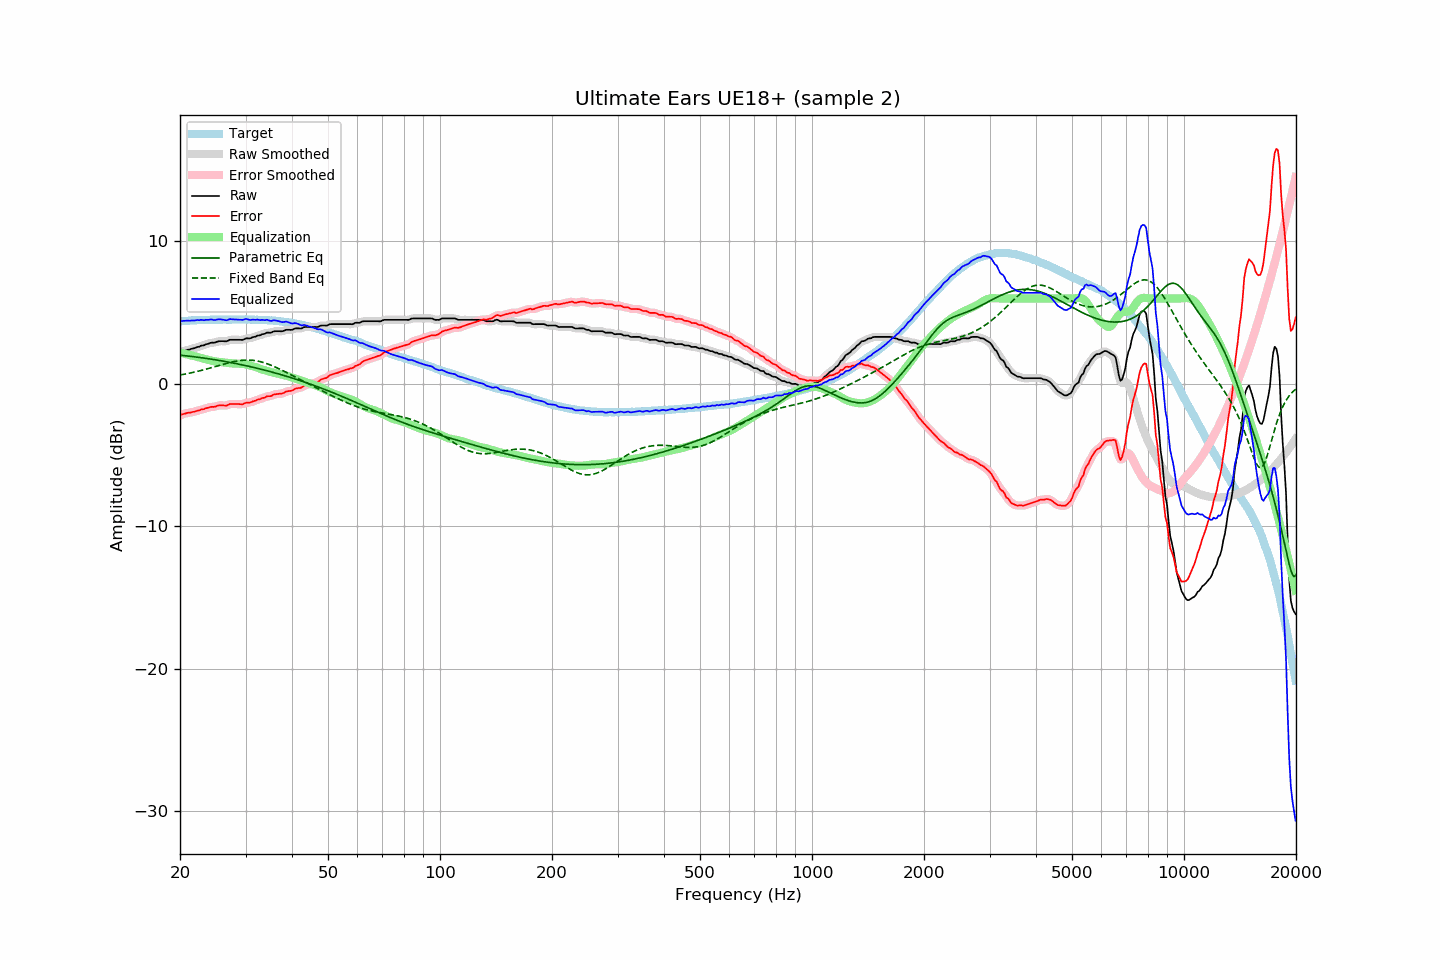 Ultimate Ears UE18+ (sample 2)
Target
Raw Smoothed
Error Smoothed
Raw
Error
Equalization
Parametric Eq
Fixed Band Eq
Equalized
10
0
−10
−20
−30
Amplitude (dBr)
20 50 100 200 500 1000 2000 5000 10000 20000
Frequency (Hz)